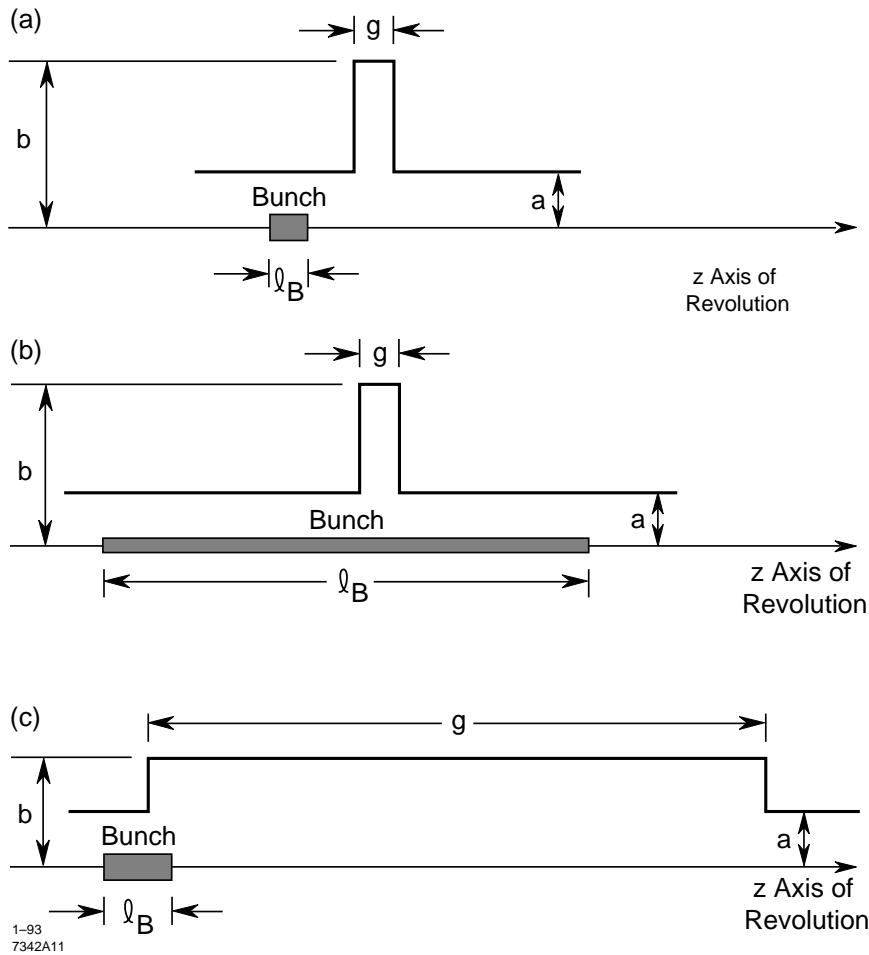 (a)
g
b
Bunch
a
ℓB
z Axis of
Revolution
(b)
g
b
Bunch
a
ℓB
z Axis of
Revolution
(c)
g
b
Bunch
a
ℓB
z Axis of
Revolution
1–93
7342A11